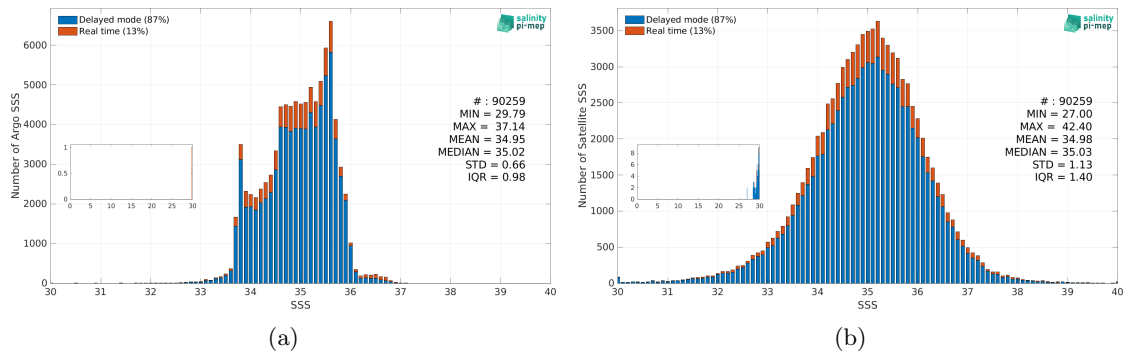 Delayed mode (87%)
Real time (13%)
salinity
pi-mep
Number of Argo SSS
6000
5000
4000
3000
2000
1000
0
# : 90259
MIN = 29.79
MAX = 37.14
MEAN = 34.95
MEDIAN = 35.02
STD = 0.66
IQR = 0.98
1
0.5
0
0 5 10 15 20 25 30
30 31 32 33 34 35 36 37 38 39 40
SSS
(a)
Delayed mode (87%)
Real time (13%)
salinity
pi-mep
Number of Satellite SSS
3500
3000
2500
2000
1500
1000
500
0
# : 90259
MIN = 27.00
MAX = 42.40
MEAN = 34.98
MEDIAN = 35.03
STD = 1.13
IQR = 1.40
8
6
4
2
0
0 5 10 15 20 25 30
30 31 32 33 34 35 36 37 38 39 40
SSS
(b)